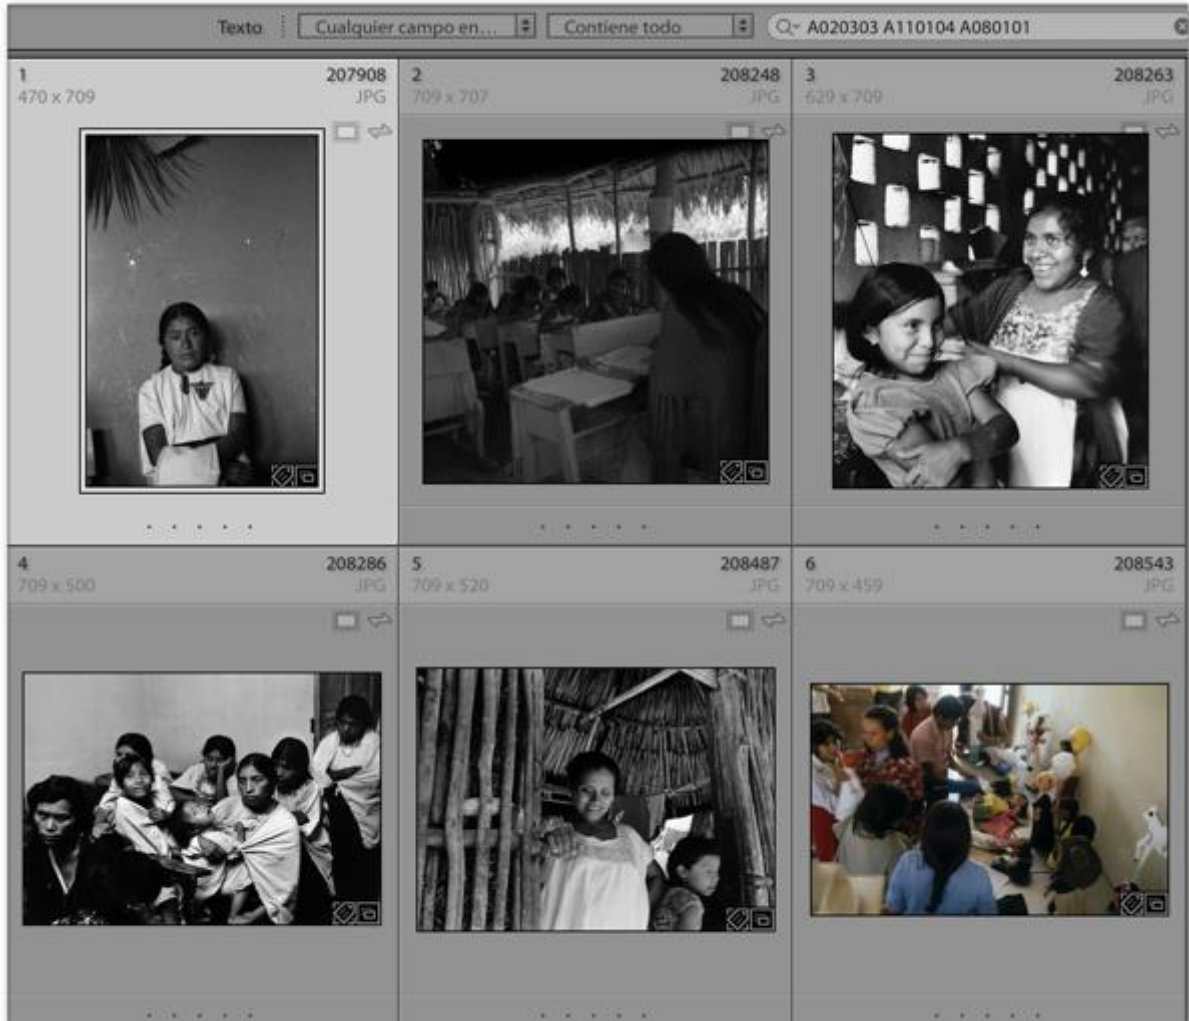 Texto Cualquier campo en... Contiene todo A020303 A110104 A080101
1 207908 2 208248 3 208263
470 x 709 JPG 709 x 707 JPG 629 x 709 JPG
4 208286 5 208487 6 208543
709 x 500 JPG 709 x 520 JPG 709 x 459 JPG